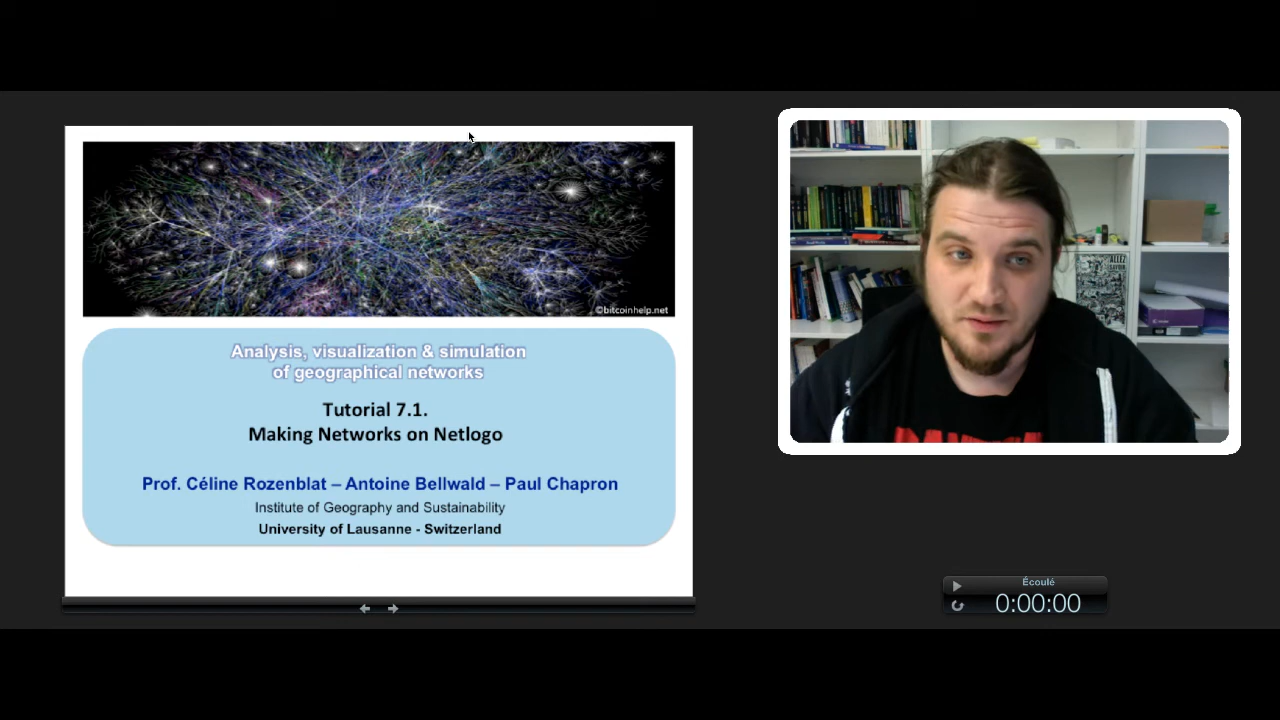 ©bitcoinhelp.net
Analysis, visualization & simulation
of geographical networks
Tutorial 7.1.
Making Networks on Netlogo
Prof. Céline Rozenblat – Antoine Bellwald – Paul Chapron
Institute of Geography and Sustainability
University of Lausanne - Switzerland
Écoulé
0:00:00